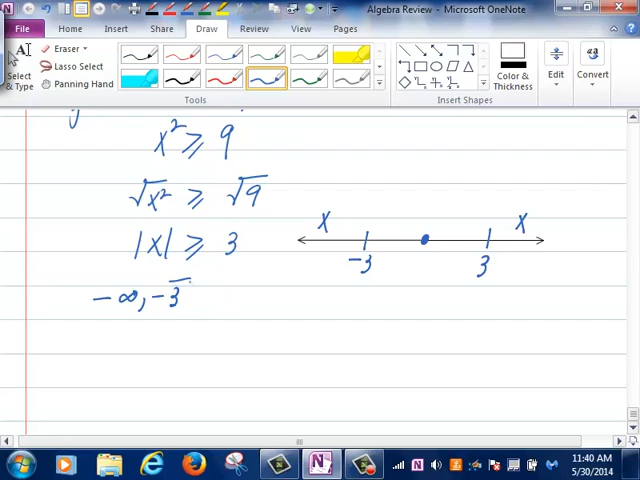 Algebra Review - Microsoft OneNote
File Home Insert Share Draw Review View
Select & Type
Eraser
Lasso Select
Panning Hand
Color & Thickness
Edit
Convert
Tools
Insert Shapes
x² ≥ 9
√x² ≥ √9
|x| ≥ 3
-∞, -3
x x
-3 3
11:40 AM
5/30/2014